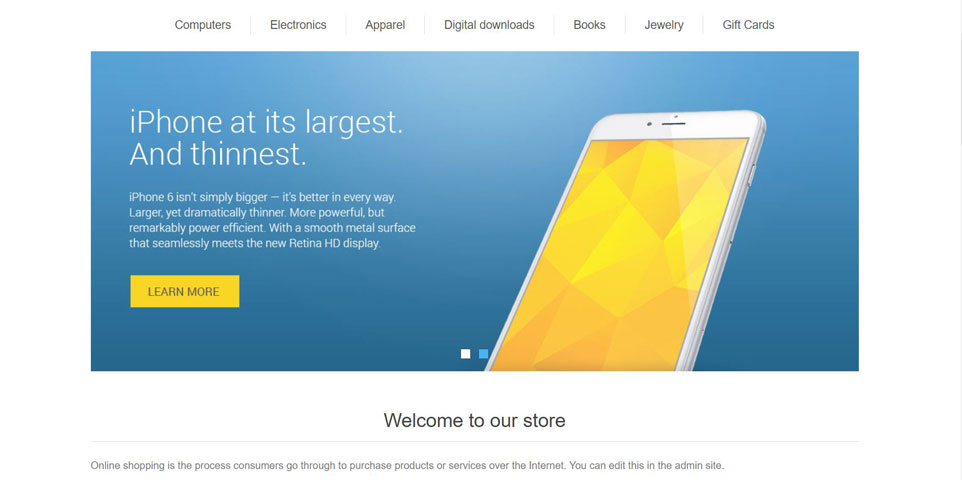 Computers Electronics Apparel Digital downloads Books Jewelry Gift Cards
iPhone at its largest.
And thinnest.
iPhone 6 isn't simply bigger — it's better in every way.
Larger, yet dramatically thinner. More powerful, but
remarkably power efficient. With a smooth metal surface
that seamlessly meets the new Retina HD display.
LEARN MORE
Welcome to our store
Online shopping is the process consumers go through to purchase products or services over the Internet. You can edit this in the admin site.